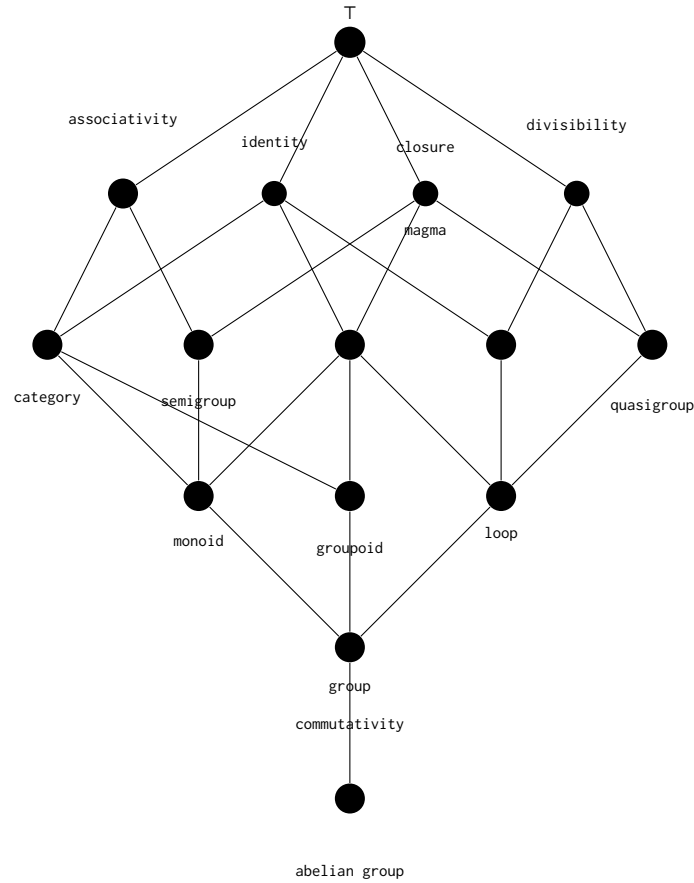 ⊤
associativity
divisibility
identity
closure
magma
category
semigroup
quasigroup
monoid
groupoid
loop
group
commutativity
abelian group